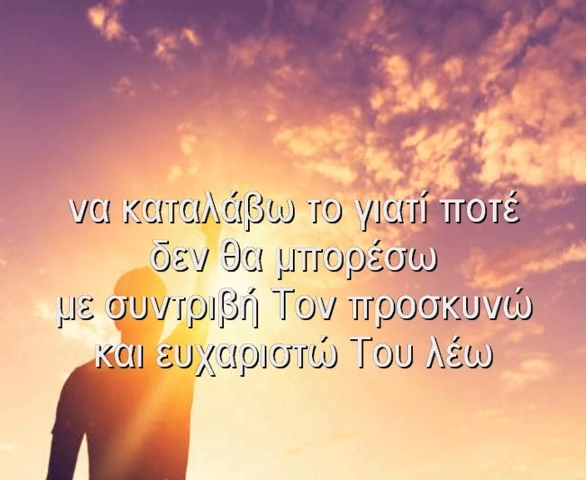 να καταλάβω το γιατί ποτέ
δεν θα μπορέσω
με συντριβή Τον προσκυνώ
και ευχαριστώ Του λέω